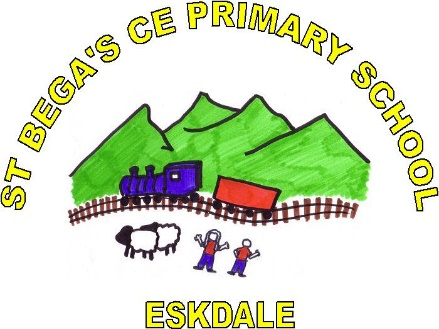 ST BEGA'S CE PRIMARY SCHOOL
ESKDALE